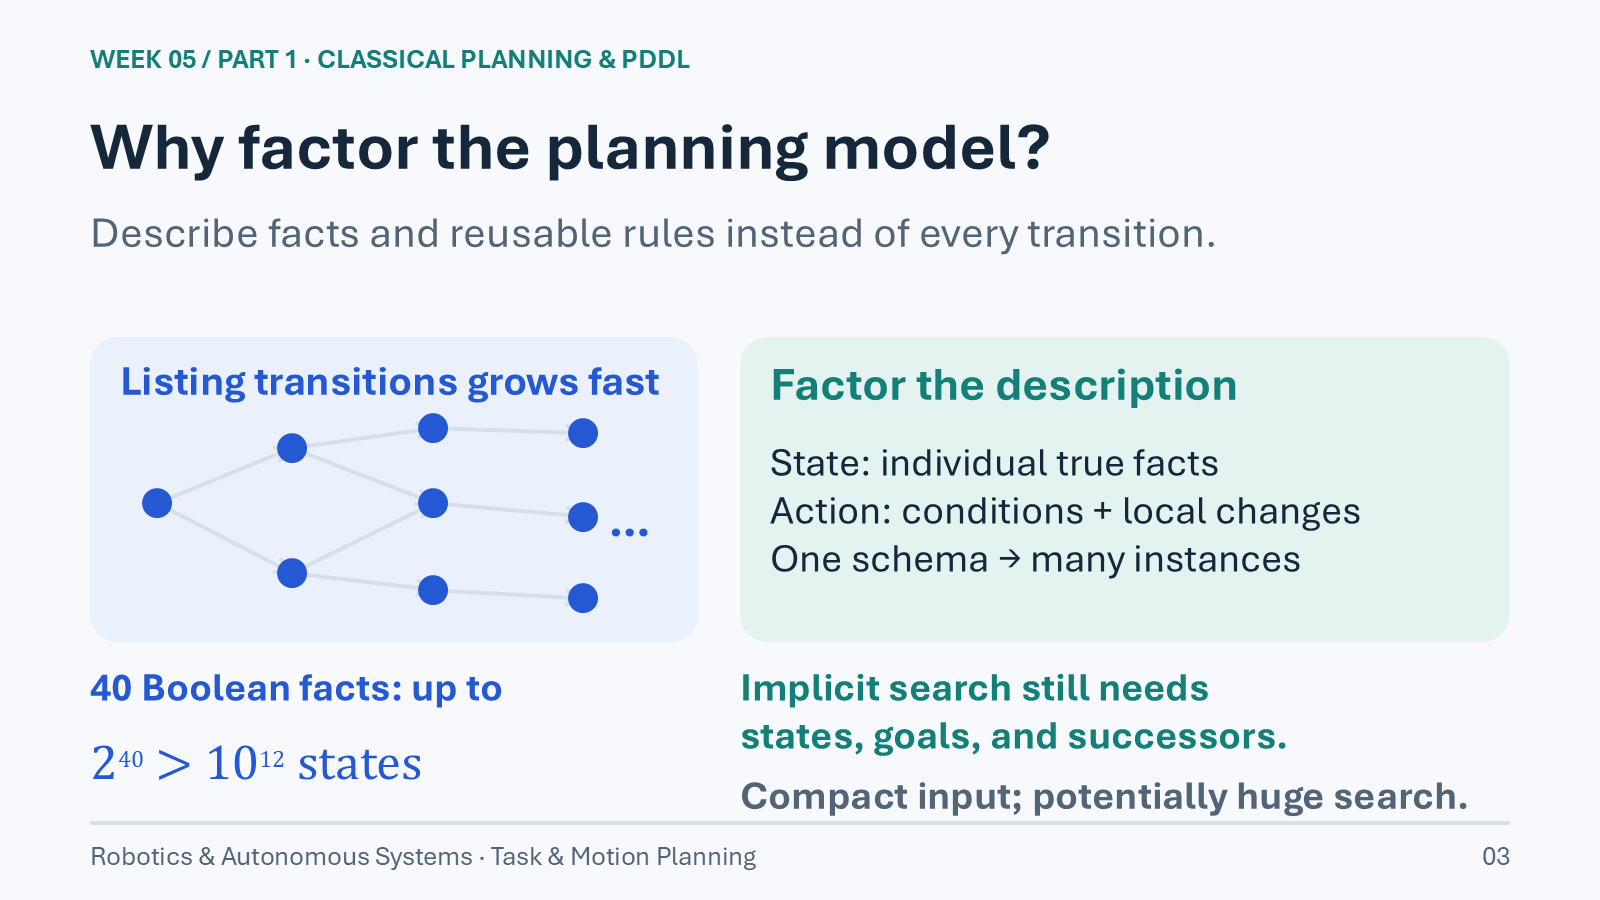 WEEK 05 / PART 1 · CLASSICAL PLANNING & PDDL
Why factor the planning model?
Describe facts and reusable rules instead of every transition.
Listing transitions grows fast
...
40 Boolean facts: up to
2⁴⁰ > 10¹² states
Factor the description
State: individual true facts
Action: conditions + local changes
One schema → many instances
Implicit search still needs
states, goals, and successors.
Compact input; potentially huge search.
Robotics & Autonomous Systems · Task & Motion Planning
03